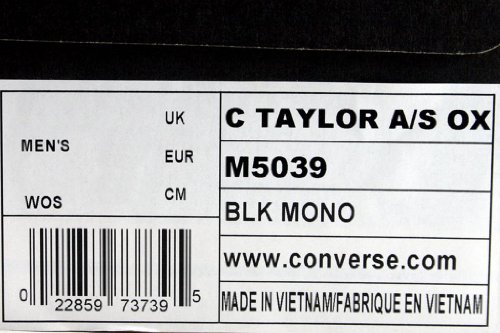 MEN'S
WOS
UK
EUR
CM
C TAYLOR A/S OX
M5039
BLK MONO
www.converse.com
MADE IN VIETNAM/FABRIQUE EN VIETNAM
0 22859 73739 5